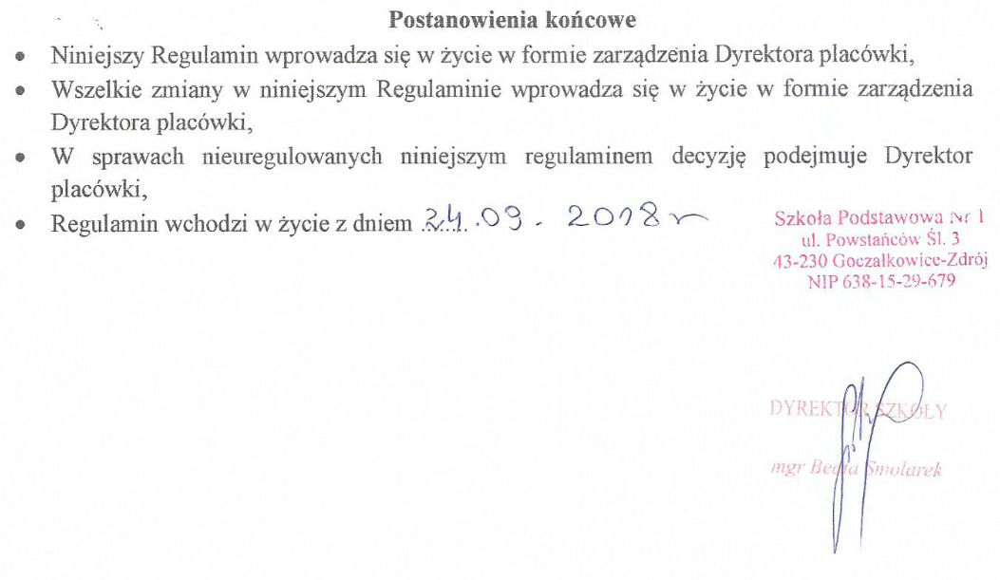 Postanowienia końcowe
• Niniejszy Regulamin wprowadza się w życie w formie zarządzenia Dyrektora placówki,
• Wszelkie zmiany w niniejszym Regulaminie wprowadza się w życie w formie zarządzenia
Dyrektora placówki,
• W sprawach nieuregulowanych niniejszym regulaminem decyzję podejmuje Dyrektor
placówki,
• Regulamin wchodzi w życie z dniem 24.09.2018r
Szkoła Podstawowa Nr 1
ul. Powstańców Śl. 3
43-230 Goczałkowice-Zdrój
NIP 638-15-29-679
DYREKTOR SZKOŁY
mgr Beata Smolarek